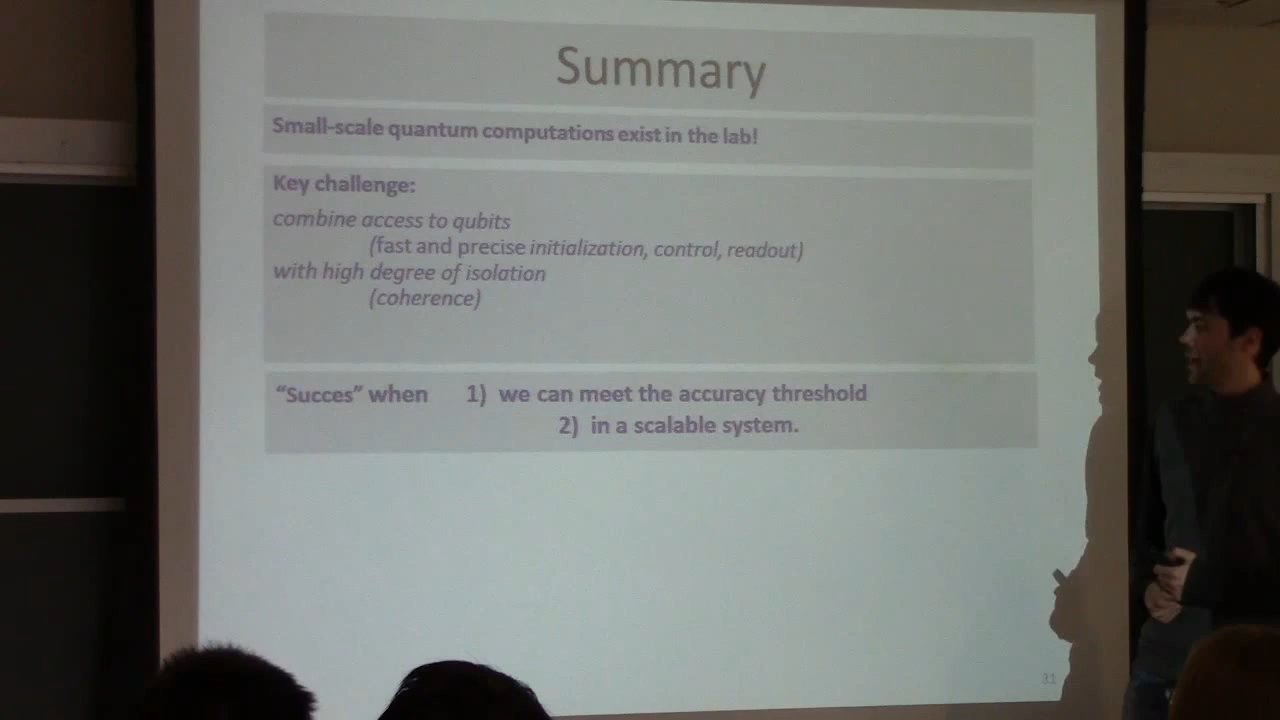 Summary
Small-scale quantum computations exist in the lab!
Key challenge:
combine access to qubits
(fast and precise initialization, control, readout)
with high degree of isolation
(coherence)
“Succes” when 1) we can meet the accuracy threshold
2) in a scalable system.
31